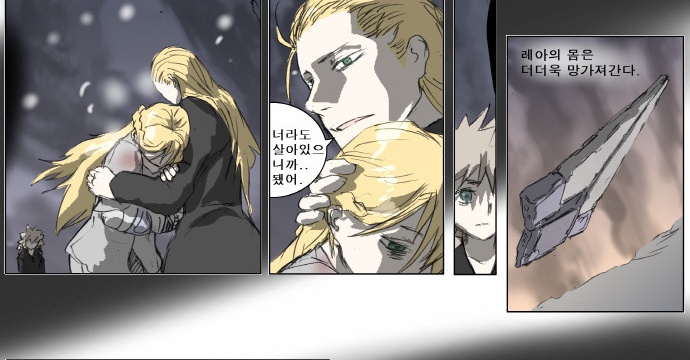 너라도
살아있으
니까..
됐어.
레아의 몸은
더더욱 망가져간다.